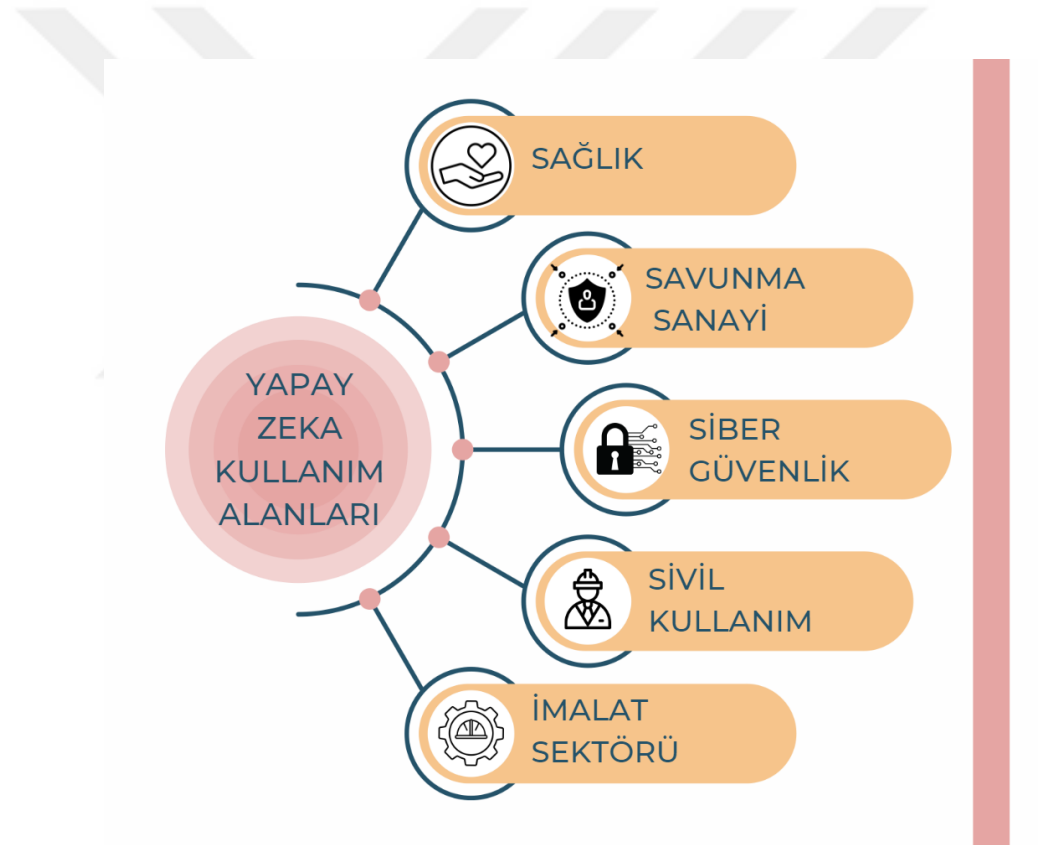 YAPAY
ZEKA
KULLANIM
ALANLARI
SAĞLIK
SAVUNMA
SANAYİ
SİBER
GÜVENLİK
SİVİL
KULLANIM
İMALAT
SEKTÖRÜ